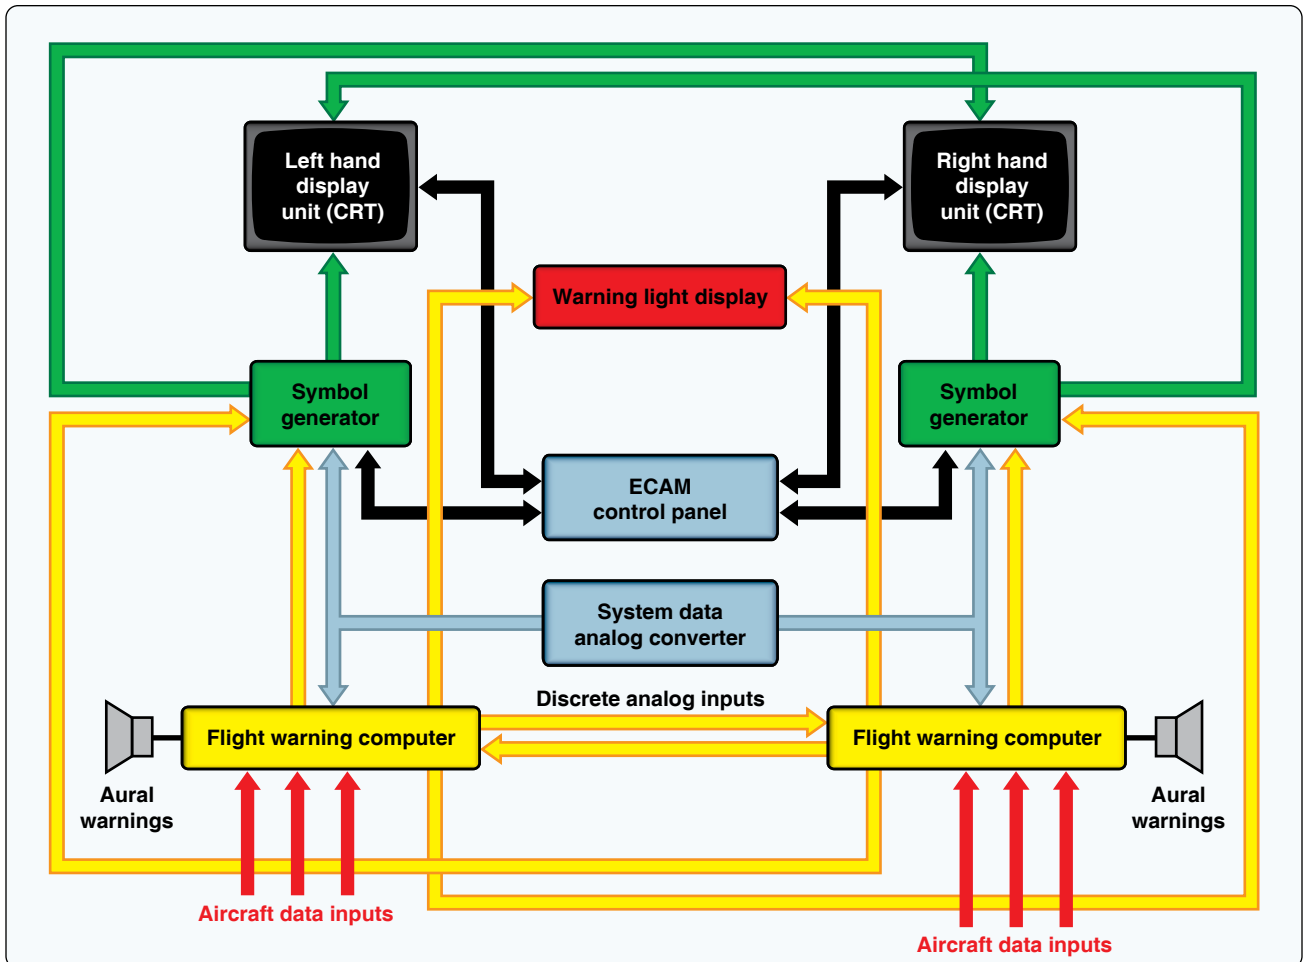 Left hand
display
unit (CRT)
Right hand
display
unit (CRT)
Warning light display
Symbol
generator
Symbol
generator
ECAM
control panel
System data
analog converter
Discrete analog inputs
Flight warning computer
Flight warning computer
Aural
warnings
Aural
warnings
Aircraft data inputs
Aircraft data inputs